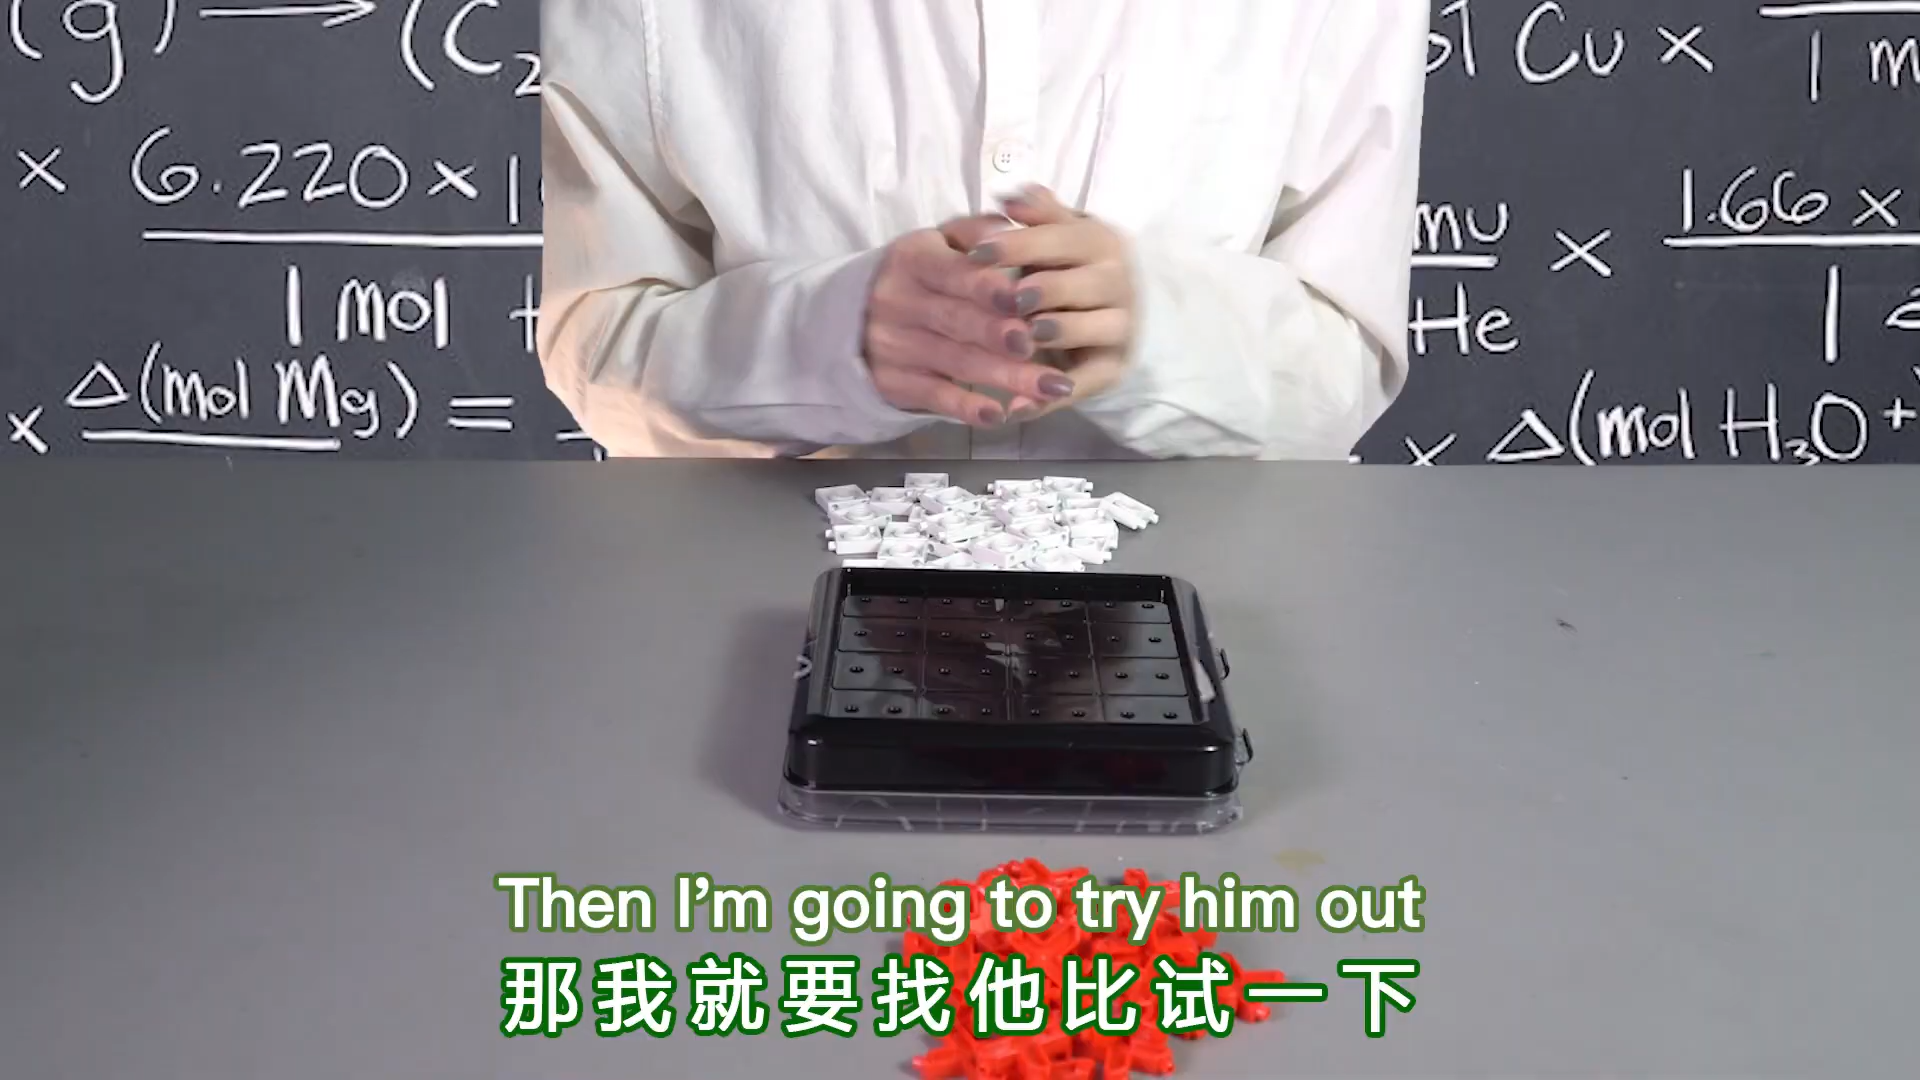 (g) → (C₂
01 Cu ×
1 m
× 6.220 × 1
1 mol +
mu
He
× 1.66 ×
1
× Δ(mol Mg) =
× Δ(mol H₃O⁺
Then I'm going to try him out
那我就要找他比试一下